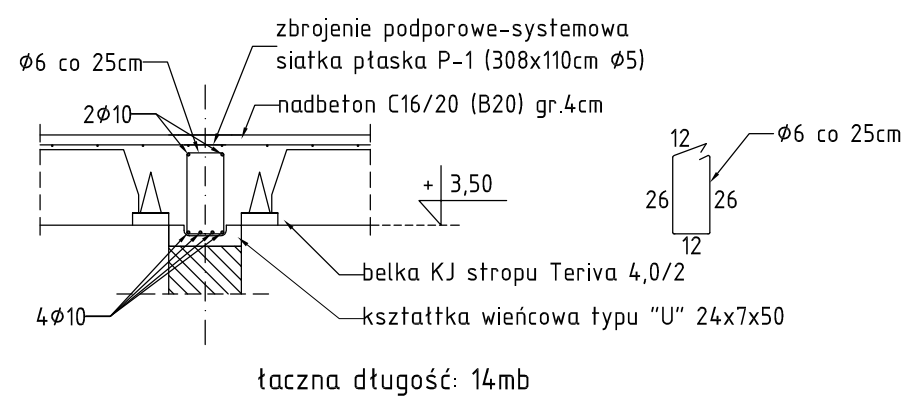 zbrojenie podporowe-systemowa
siatka płaska P-1 (308x110cm φ5)
φ6 co 25cm
nadbeton C16/20 (B20) gr.4cm
2φ10
+ 3,50
12
φ6 co 25cm
26
26
12
belka KJ stropu Teriva 4,0/2
4φ10
kształtka wieńcowa typu "U" 24x7x50
łaczna długość: 14mb